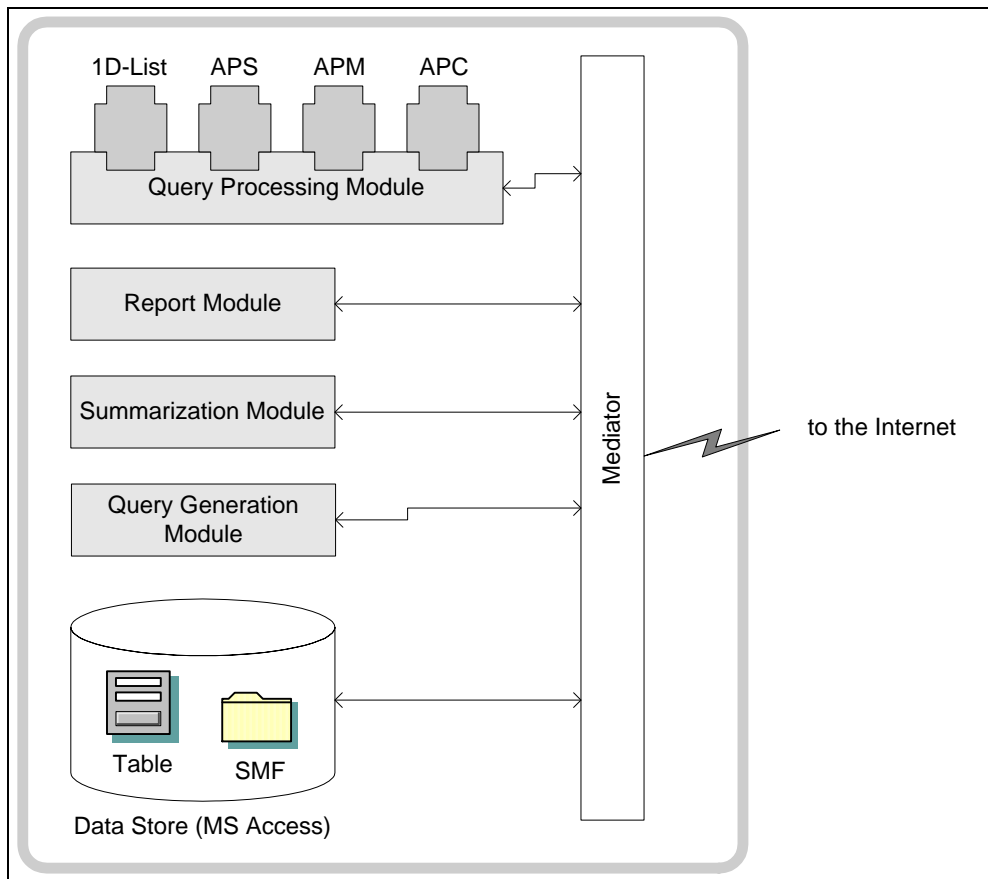 1D-List APS APM APC
Query Processing Module
Report Module
Summarization Module
Query Generation
Module
Mediator
to the Internet
Table
SMF
Data Store (MS Access)